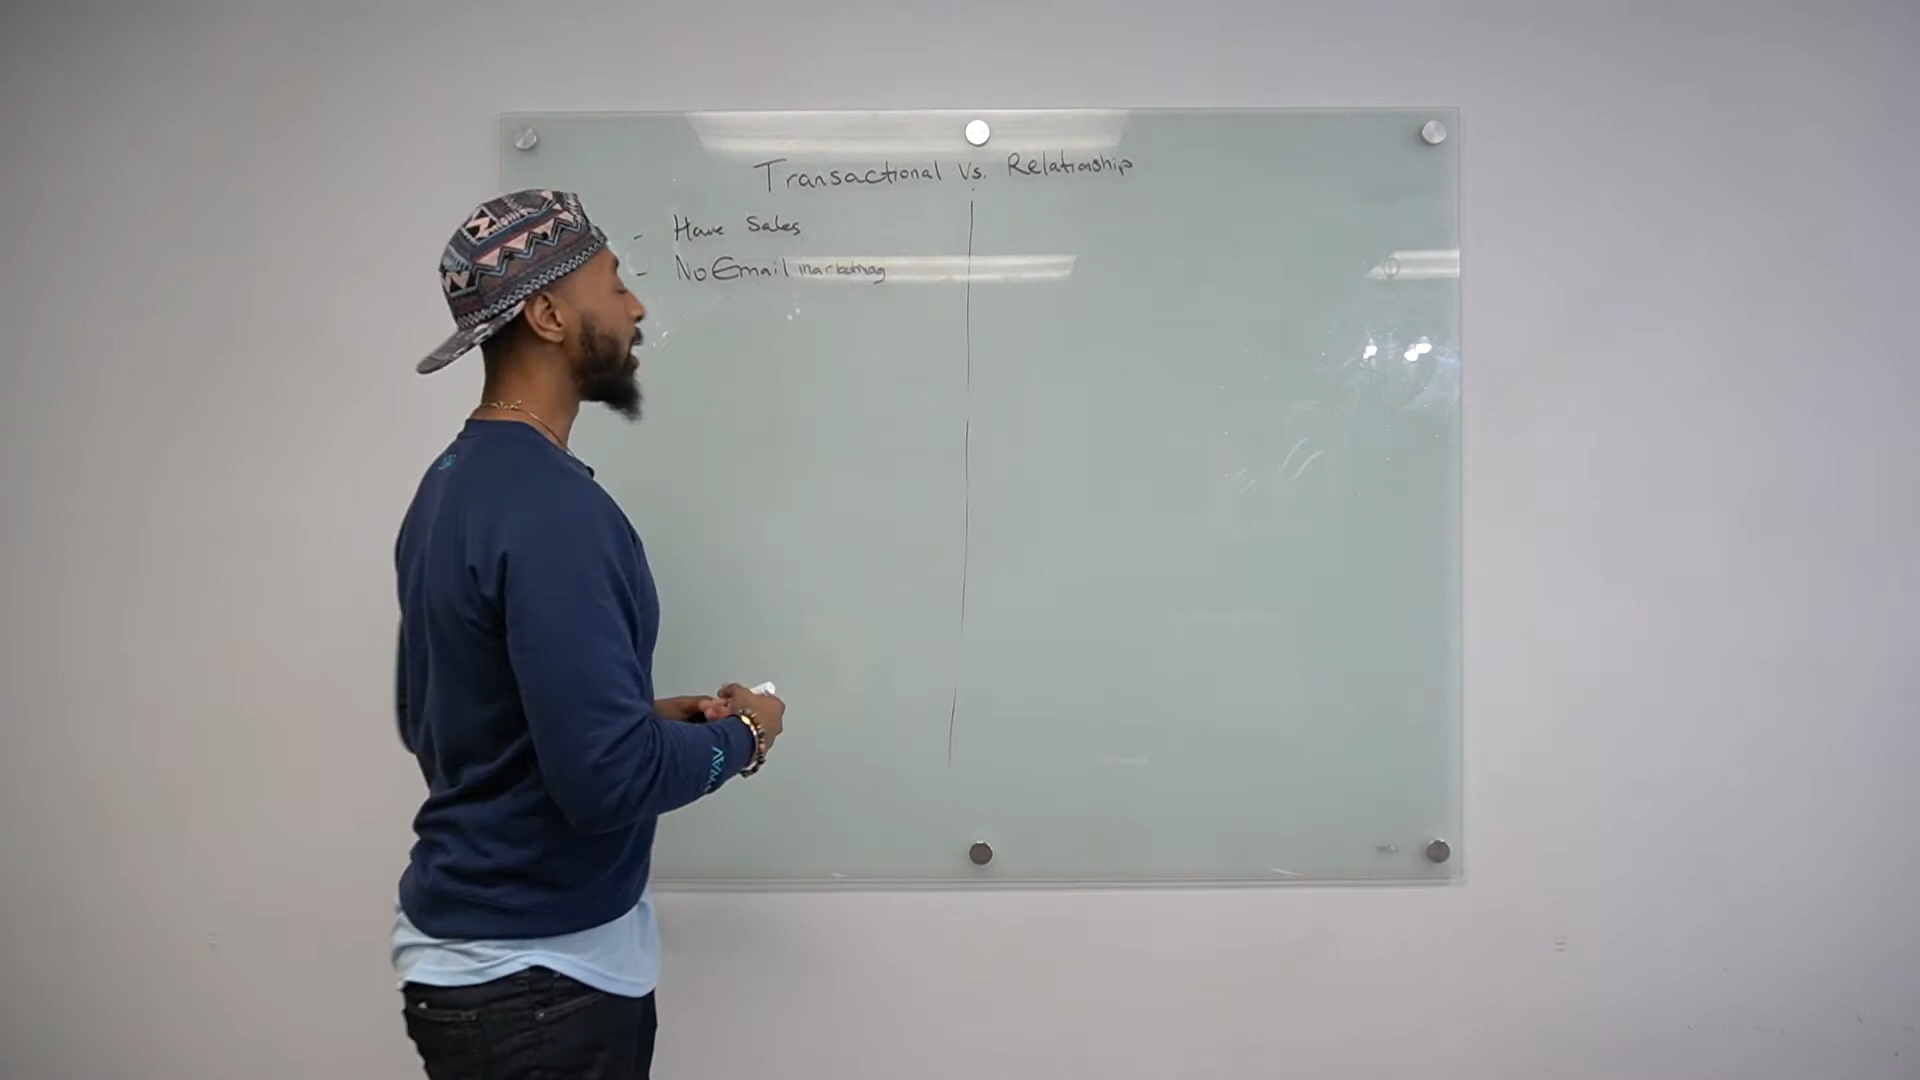 Transactional Vs. Relationship
- Have Sales
- No Email marketing